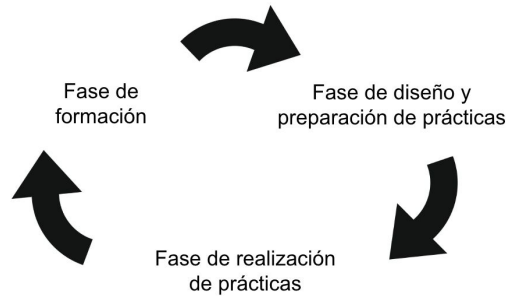 Fase de
formación
Fase de diseño y
preparación de prácticas
Fase de realización
de prácticas